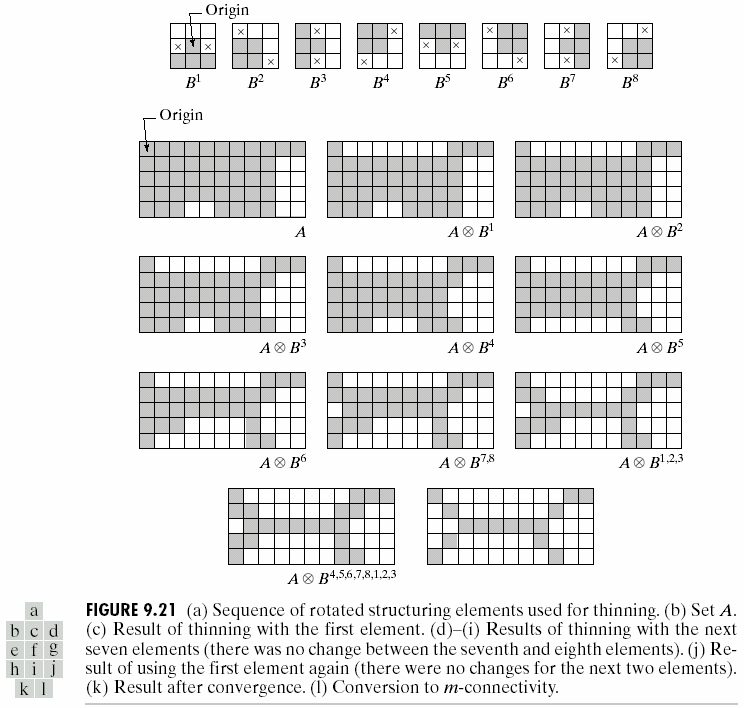 Origin
B¹ B² B³ B⁴ B⁵ B⁶ B⁷ B⁸
Origin
A A ⊗ B¹ A ⊗ B²
A ⊗ B³ A ⊗ B⁴ A ⊗ B⁵
A ⊗ B⁶ A ⊗ B⁷,⁸ A ⊗ B¹,²,³
A ⊗ B⁴,⁵,⁶,⁷,⁸,¹,²,³
a
b c d
e f g
h i j
k l
FIGURE 9.21 (a) Sequence of rotated structuring elements used for thinning. (b) Set A.
(c) Result of thinning with the first element. (d)–(i) Results of thinning with the next
seven elements (there was no change between the seventh and eighth elements). (j) Re-
sult of using the first element again (there were no changes for the next two elements).
(k) Result after convergence. (l) Conversion to m-connectivity.